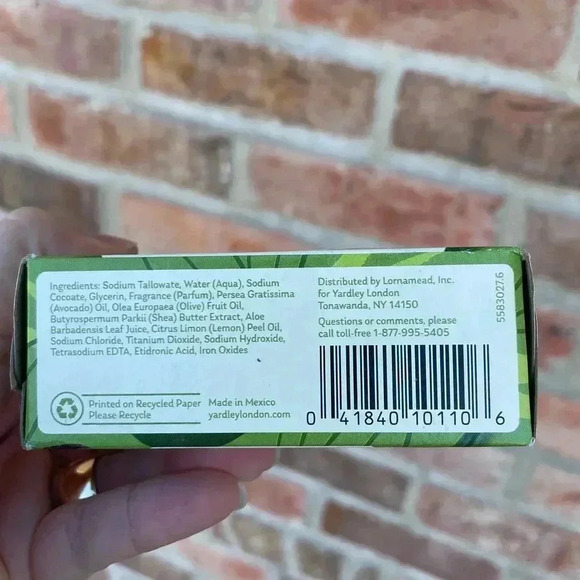 Ingredients: Sodium Tallowate, Water (Aqua), Sodium
Cocoate, Glycerin, Fragrance (Parfum), Persea Gratissima
(Avocado) Oil, Olea Europaea (Olive) Fruit Oil,
Butyrospermum Parkii (Shea) Butter Extract, Aloe
Barbadensis Leaf Juice, Citrus Limon (Lemon) Peel Oil,
Sodium Chloride, Titanium Dioxide, Sodium Hydroxide,
Tetrasodium EDTA, Etidronic Acid, Iron Oxides
Printed on Recycled Paper
Please Recycle
Made in Mexico
yardleylondon.com
Distributed by Lornamead, Inc.
for Yardley London
Tonawanda, NY 14150
Questions or comments, please
call toll-free 1-877-995-5405
0 41840 10110 6
5583027.6